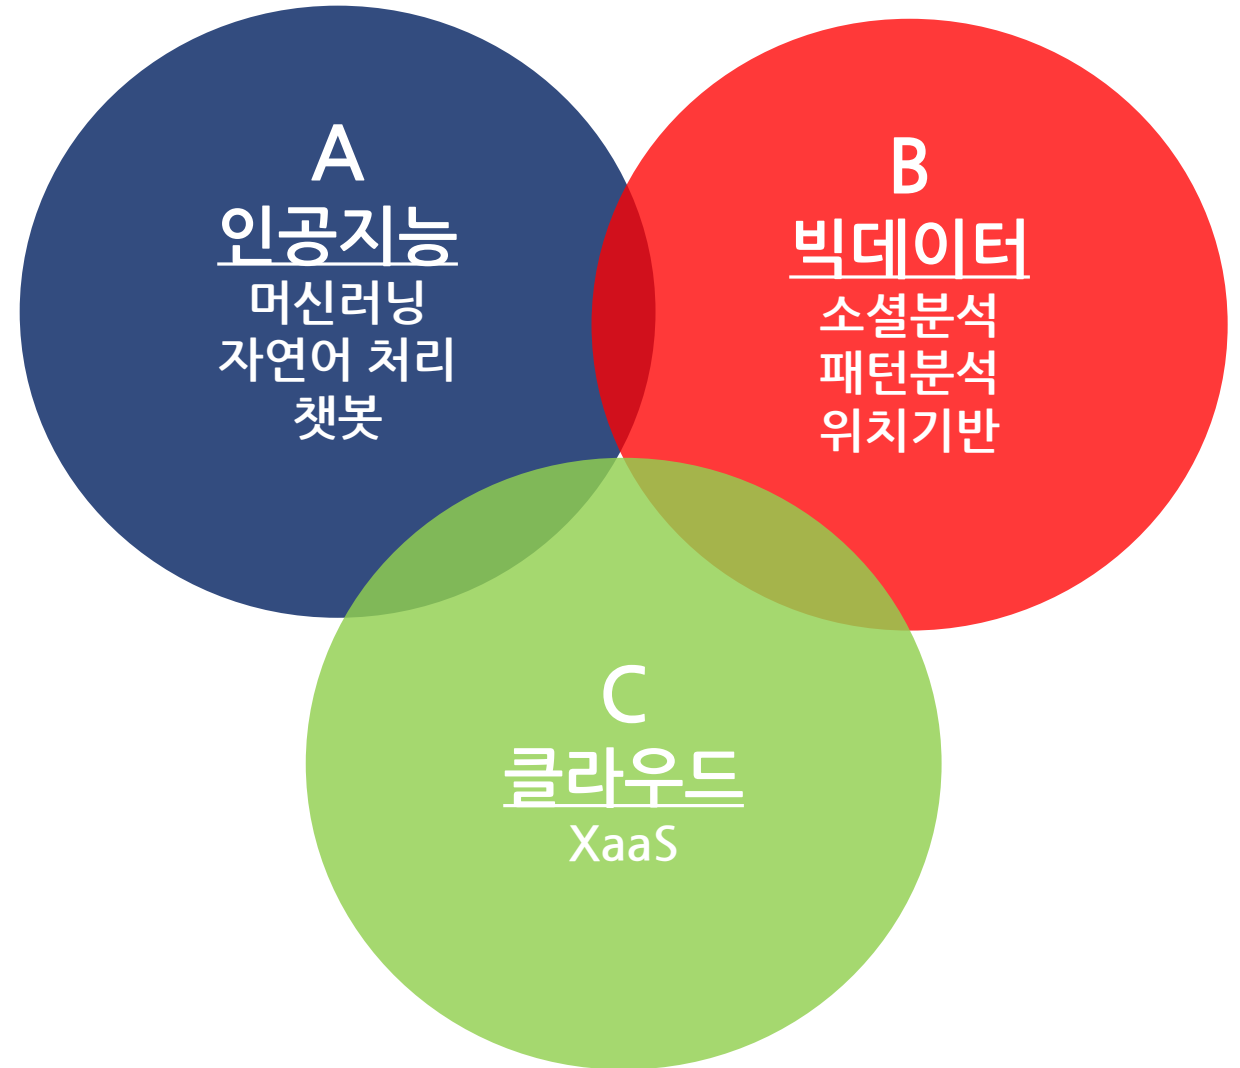 A
인공지능
머신러닝
자연어 처리
챗봇
B
빅데이터
소셜분석
패턴분석
위치기반
C
클라우드
XaaS